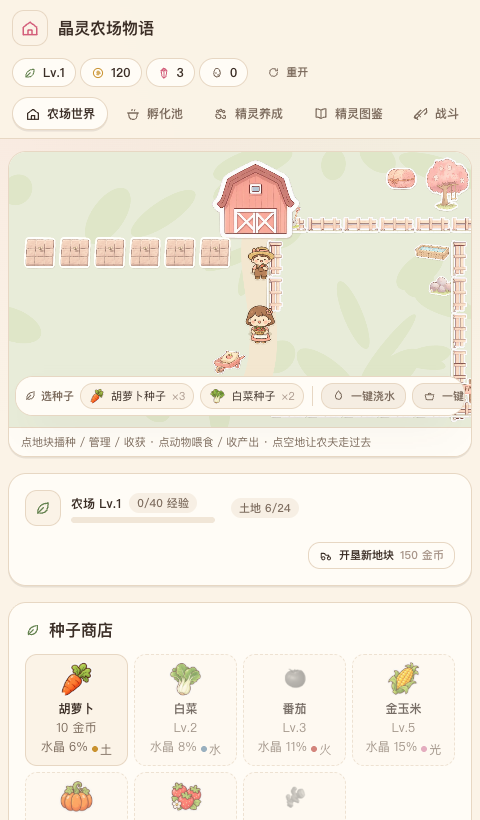 晶灵农场物语
Lv.1 120 3 0 重开
农场世界 孵化池 精灵养成 精灵图鉴 战斗
选种子 胡萝卜种子 ×3 白菜种子 ×2 一键浇水 一键
点地块播种 / 管理 / 收获 · 点动物喂食 / 收产出 · 点空地让农夫走过去
农场 Lv.1 0/40 经验 土地 6/24
开垦新地块 150 金币
种子商店
胡萝卜 白菜 番茄 金玉米
10 金币 Lv.2 Lv.3 Lv.5
水晶 6% 土 水晶 8% 水 水晶 11% 火 水晶 15% 光